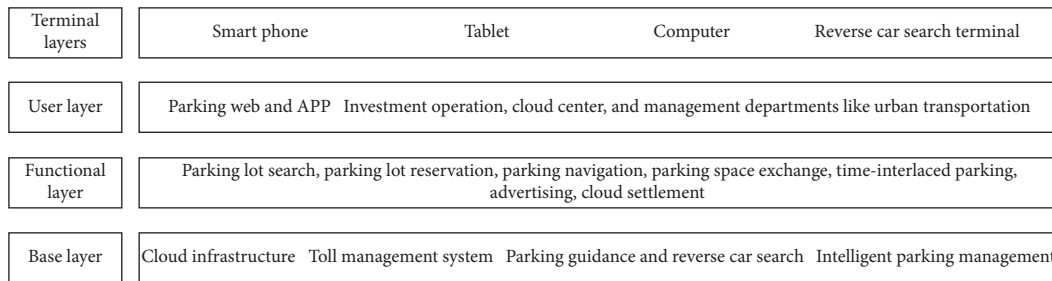 Terminal
layers
Smart phone Tablet Computer Reverse car search terminal
User layer
Parking web and APP Investment operation, cloud center, and management departments like urban transportation
Functional
layer
Parking lot search, parking lot reservation, parking navigation, parking space exchange, time-interlaced parking,
advertising, cloud settlement
Base layer
Cloud infrastructure Toll management system Parking guidance and reverse car search Intelligent parking management